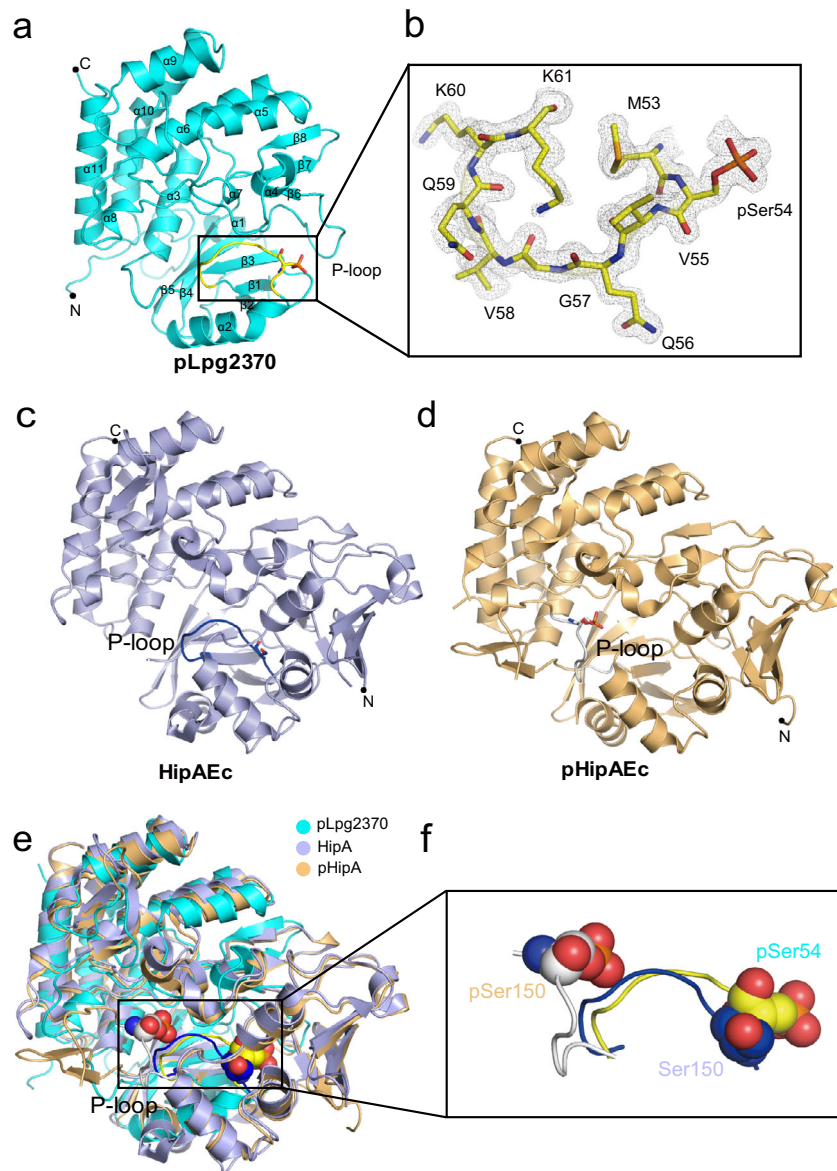 a
C
α9
α10
α6
α5
β8
α11
β7
α3
α7
α4
β6
α8
α1
N
β3
P-loop
β5
β4
β1
β2
α2
pLpg2370
b
K60
K61
M53
Q59
pSer54
V55
V58
G57
Q56
c
C
P-loop
N
HipAEc
d
C
P-loop
N
pHipAEc
e
pLpg2370
HipA
pHipA
P-loop
f
pSer54
pSer150
Ser150